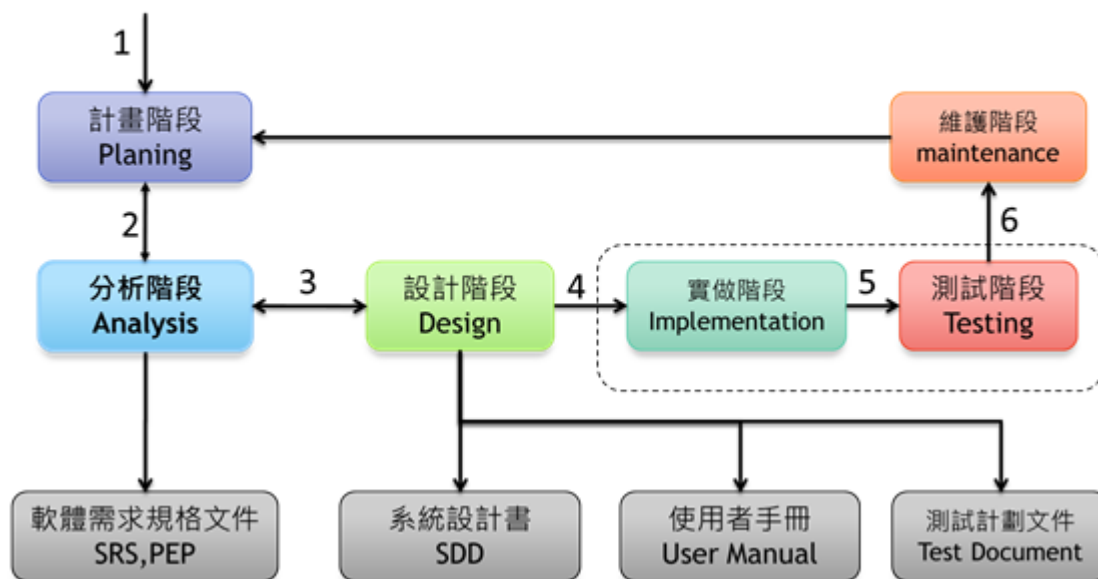 1
計畫階段
Planing
維護階段
maintenance
2
6
分析階段
Analysis
3
設計階段
Design
4
實做階段
Implementation
5
測試階段
Testing
軟體需求規格文件
SRS,PEP
系統設計書
SDD
使用者手冊
User Manual
測試計劃文件
Test Document